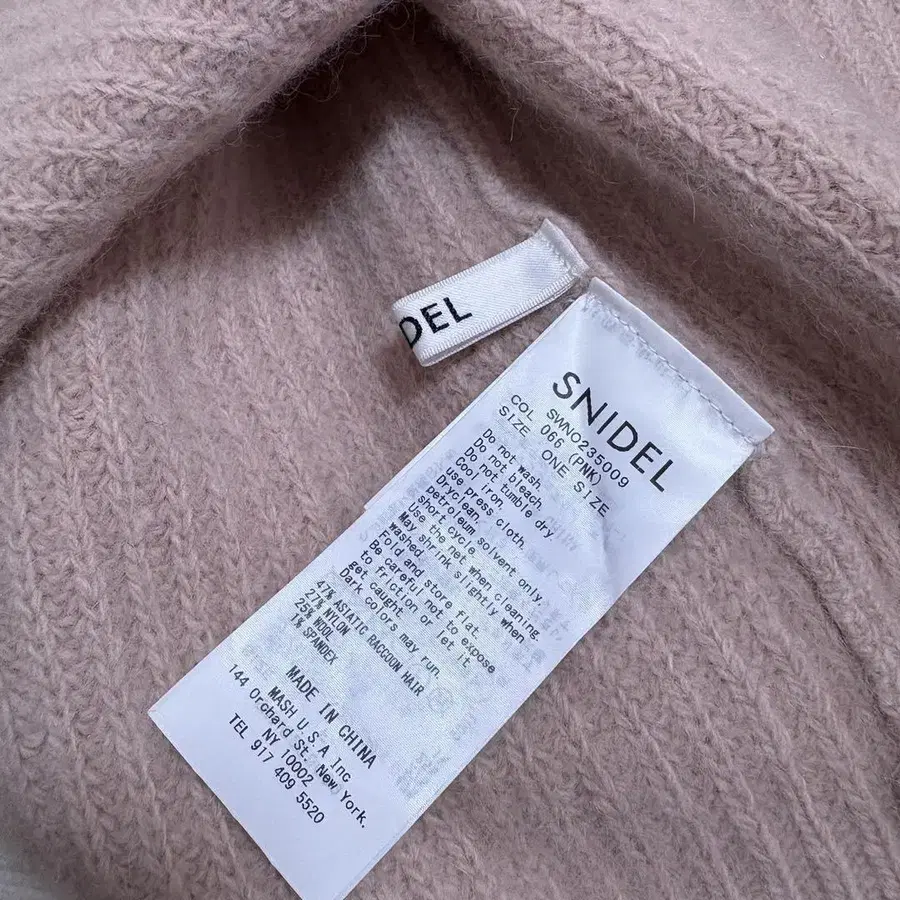 DEL
SNIDEL
SWNO235009
COL 066 (PNK)
SIZE ONE SIZE
Do not wash.
Do not bleach.
Do not tumble dry
Cool iron.
use press cloth.
Dryclean.
petroleum solvent only.
short cycle.
Use the net when cleaning.
May shrink slightly when
washed.
Fold and store flat.
Be careful not to expose
to friction or let it
get caught.
Dark colors may run.
47% ASIATIC RACCOON HAIR
27% NYLON
25% WOOL
1% SPANDEX
MADE IN CHINA
MASH U.S.A Inc
144 Orchard St. New York.
NY 10002
TEL 917 409 5520